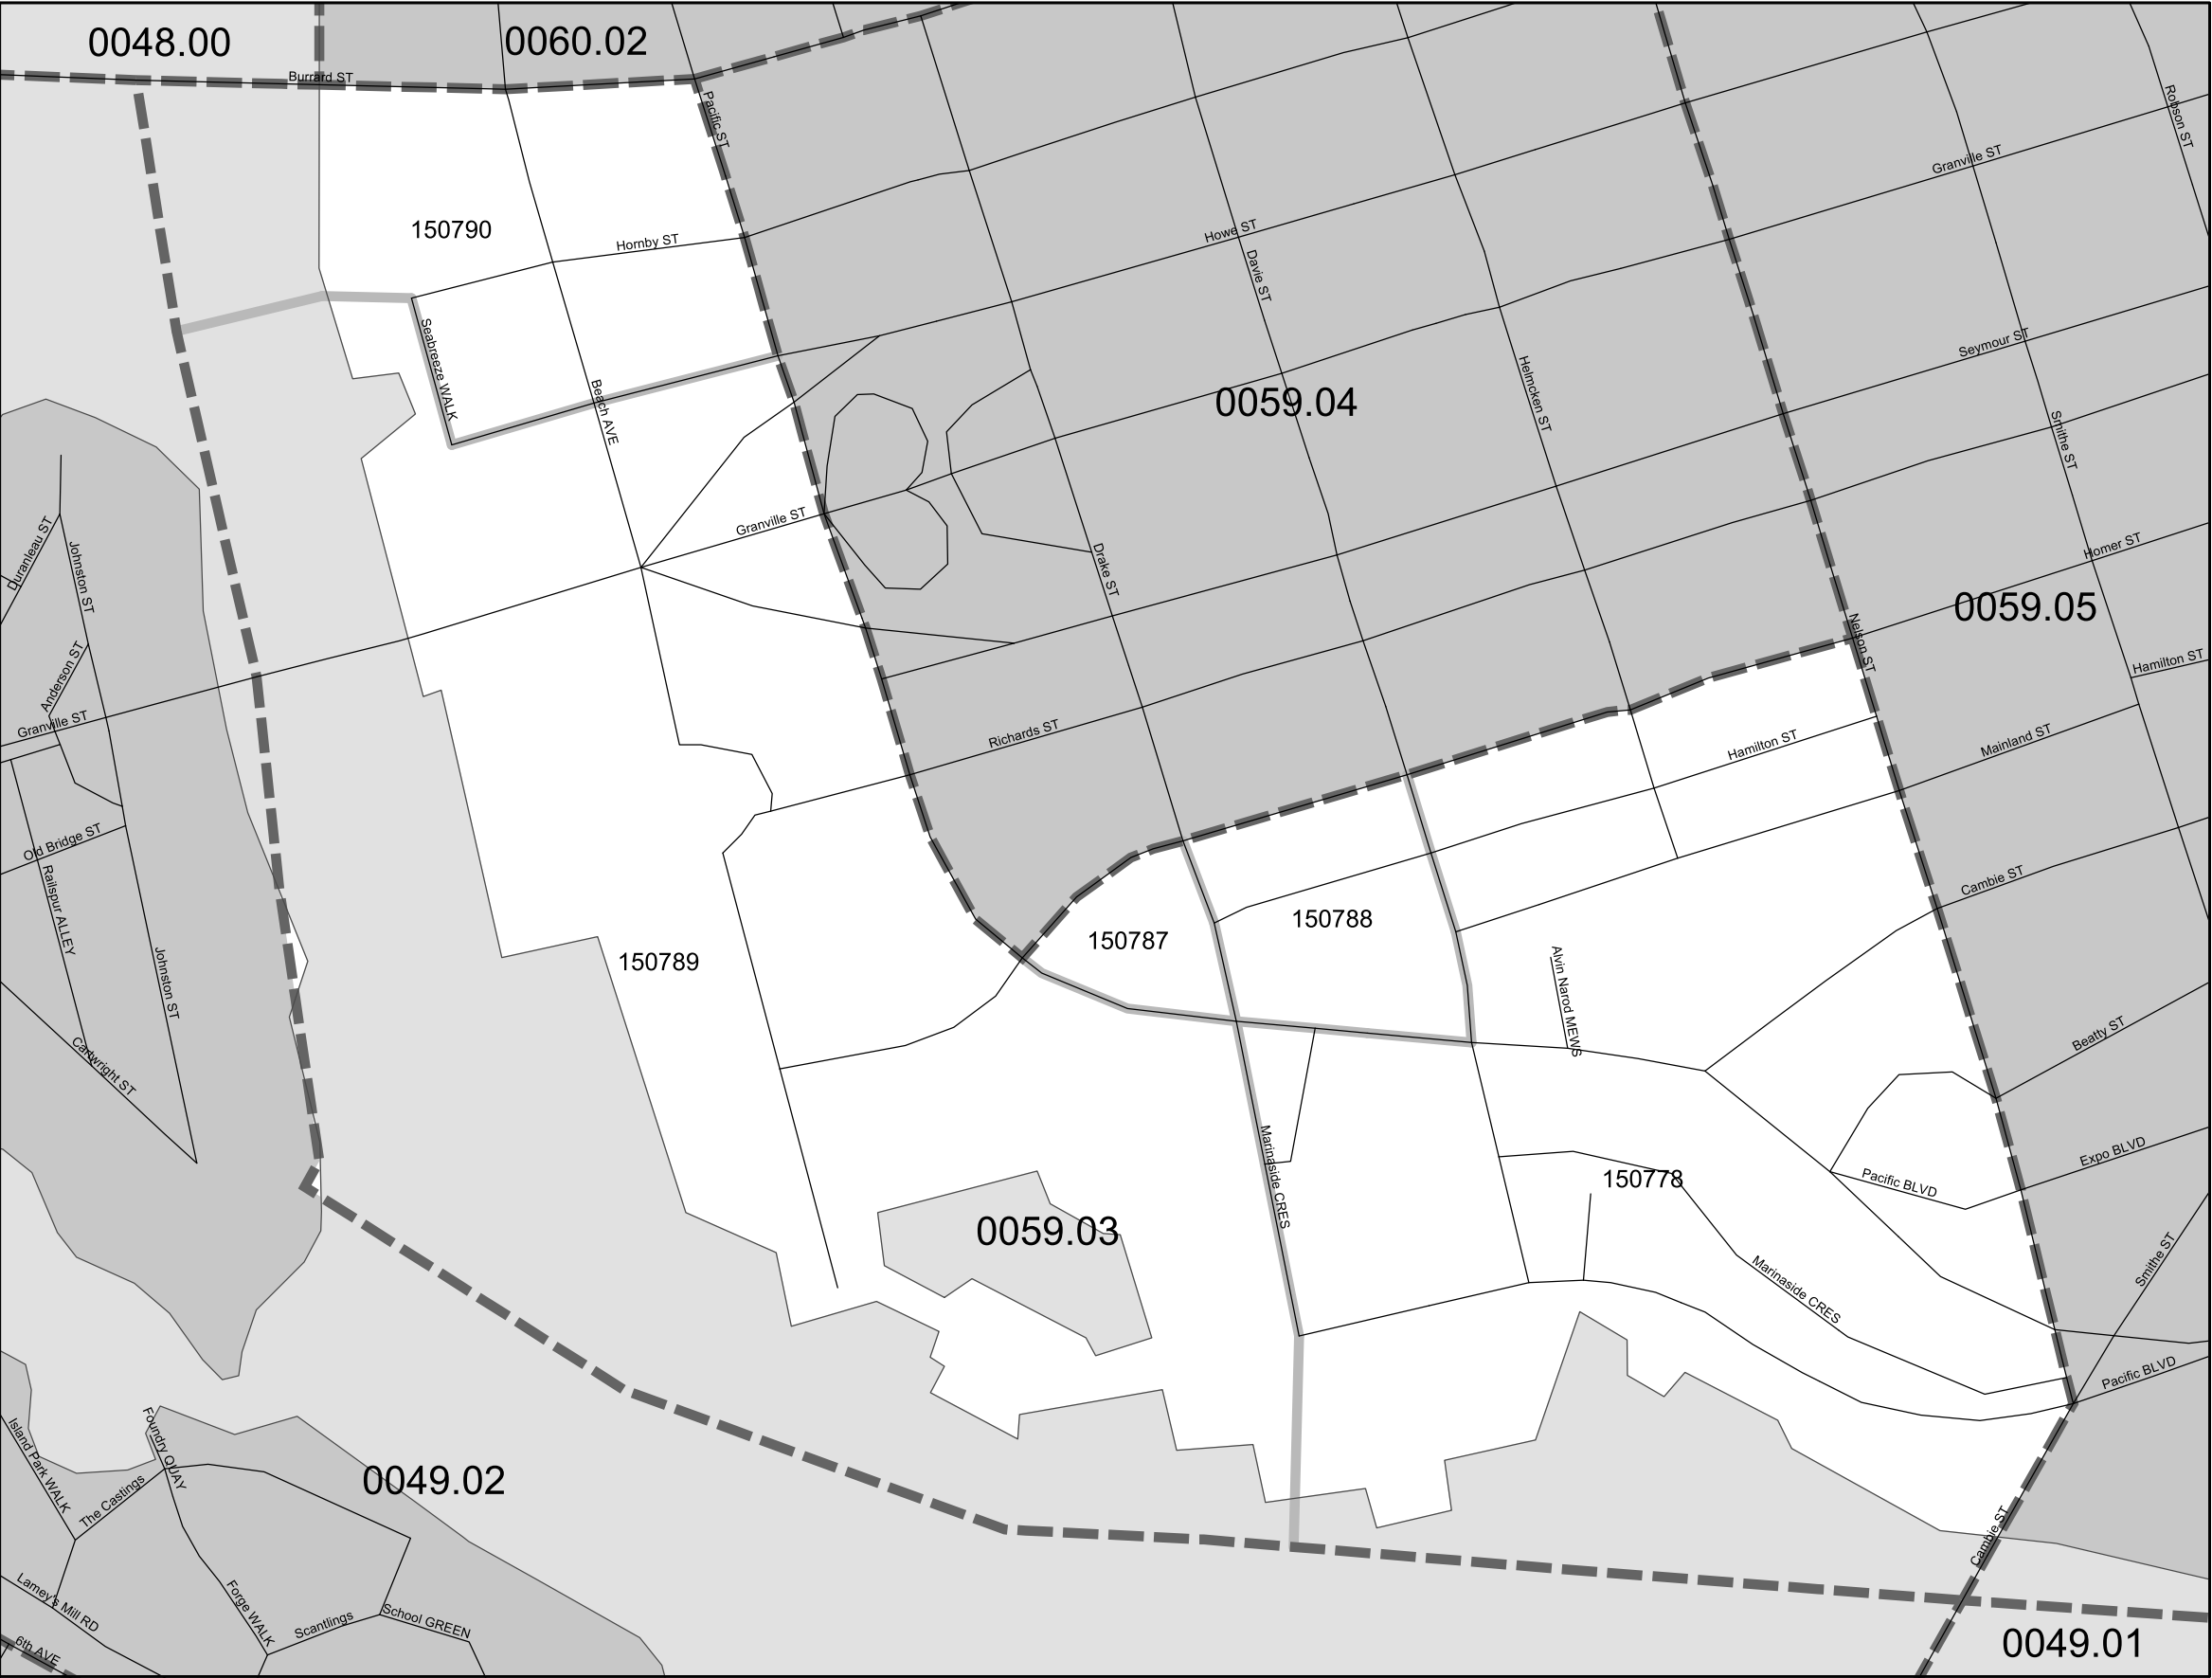 0048.00
0060.02
Burrard ST
Pacific ST
Robson ST
Granville ST
150790
Hornby ST
Howe ST
Davie ST
Seabreeze WALK
Beach AVE
0059.04
Helmcken ST
Seymour ST
Smithe ST
Granville ST
Duranleau ST
Johnston ST
Drake ST
Homer ST
0059.05
Nelson ST
Hamilton ST
Anderson ST
Granville ST
Richards ST
Hamilton ST
Mainland ST
Old Bridge ST
Railspur ALLEY
Cambie ST
150787
150788
150789
Johnston ST
Alvin Narod MEWS
Cartwright ST
Beatty ST
Marinaside CRES
150778
Pacific BLVD
Expo BLVD
0059.03
Marinaside CRES
Smithe ST
Pacific BLVD
Island Park WALK
Foundry QUAY
The Castings
0049.02
Cambie ST
Lamey's Mill RD
Forge WALK
Scantlings
School GREEN
6th AVE
0049.01